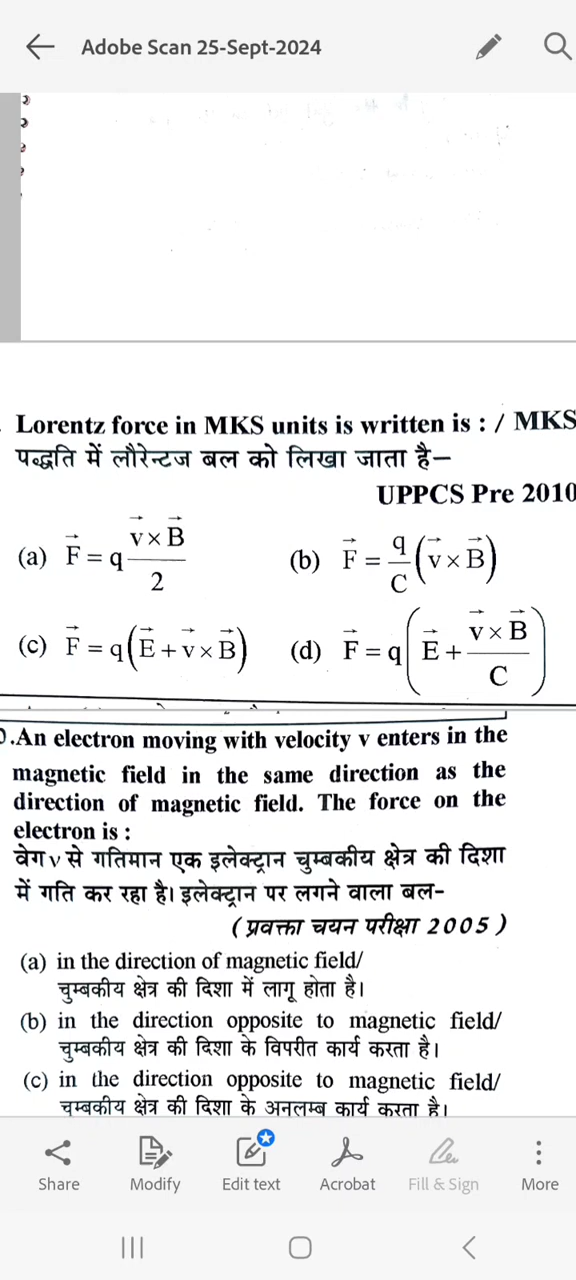 Adobe Scan 25-Sept-2024
Lorentz force in MKS units is written is : / MKS
पद्धति में लौरेन्टज बल को लिखा जाता है–
UPPCS Pre 2010
(a) F⃗ = q (v⃗ × B⃗)/2 (b) F⃗ = q/C (v⃗ × B⃗)
(c) F⃗ = q(E⃗ + v⃗ × B⃗) (d) F⃗ = q(E⃗ + (v⃗ × B⃗)/C)
.An electron moving with velocity v enters in the
magnetic field in the same direction as the
direction of magnetic field. The force on the
electron is :
वेग v से गतिमान एक इलेक्ट्रान चुम्बकीय क्षेत्र की दिशा
में गति कर रहा है। इलेक्ट्रान पर लगने वाला बल-
( प्रवक्ता चयन परीक्षा 2005 )
(a) in the direction of magnetic field/
चुम्बकीय क्षेत्र की दिशा में लागू होता है।
(b) in the direction opposite to magnetic field/
चुम्बकीय क्षेत्र की दिशा के विपरीत कार्य करता है।
(c) in the direction opposite to magnetic field/
चुम्बकीय क्षेत्र की दिशा के अनलम्ब कार्य करता है।
Share Modify Edit text Acrobat Fill & Sign More